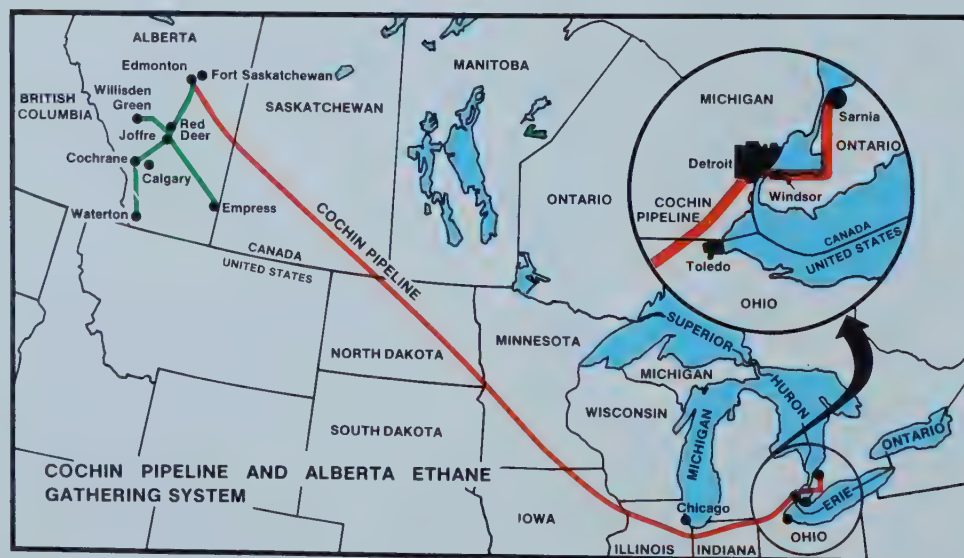 ALBERTA
Edmonton
Fort Saskatchewan
Willisden
Green
BRITISH
COLUMBIA
Red
Deer
Joffre
SASKATCHEWAN
MANITOBA
Cochrane
Calgary
Waterton
Empress
CANADA
UNITED STATES
COCHIN PIPELINE
ONTARIO
MICHIGAN
Sarnia
ONTARIO
Detroit
Windsor
COCHIN
PIPELINE
CANADA
UNITED STATES
Toledo
OHIO
NORTH DAKOTA
MINNESOTA
SUPERIOR
MICHIGAN
HURON
WISCONSIN
MICHIGAN
SOUTH DAKOTA
ONTARIO
ERIE
COCHIN PIPELINE AND ALBERTA ETHANE
GATHERING SYSTEM
Chicago
IOWA
ILLINOIS
INDIANA
OHIO